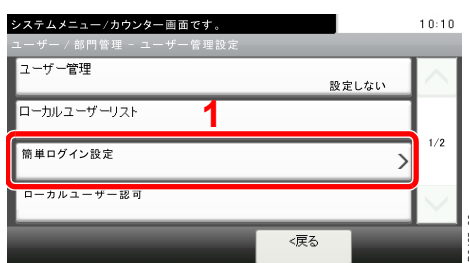 システムメニュー/カウンター画面です。
10:10
ユーザー/部門管理 - ユーザー管理設定
ユーザー管理
設定しない
ローカルユーザーリスト
1
簡単ログイン設定
1/2
ローカルユーザー認可
<戻る